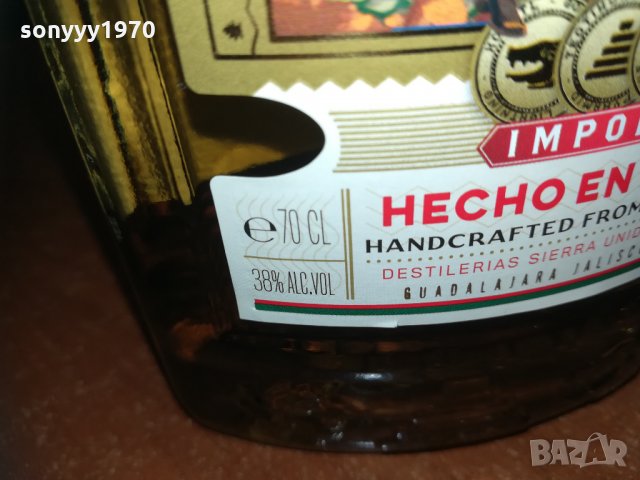 sonyyy1970
IMPO
HECHO EN
HANDCRAFTED FROM
DESTILERIAS SIERRA UNID
GUADALAJARA JALISC
℮70 CL
38% ALC.VOL
BAZAR